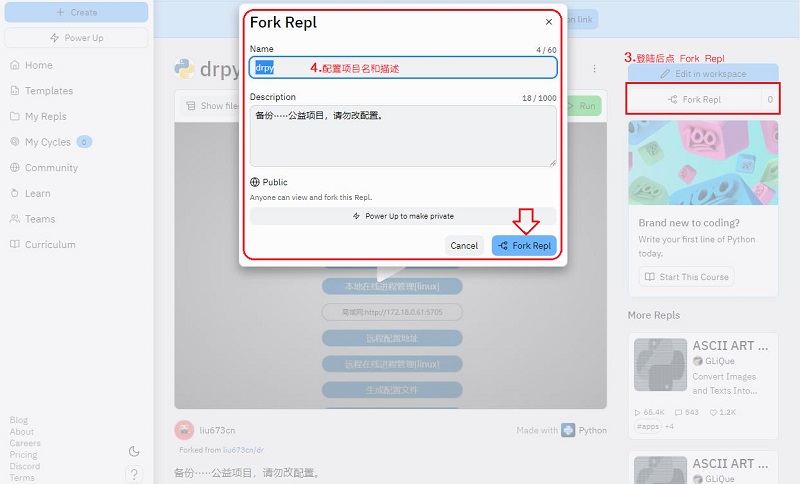 + Create
Power Up
Home
Templates
My Repls
My Cycles 0
Community
Learn
Teams
Curriculum
Blog
About
Careers
Pricing
Discord
Terms
?
drpy
Show file
Fork Repl
Name
4 / 60
drpy
4.配置项目名和描述
Description
18 / 1000
备份·····公益项目，请勿改配置。
Public
Anyone can view and fork this Repl.
Power Up to make private
Cancel
Fork Repl
on link
Run
本地在线进程管理[linux]
局域网:http://172.18.0.61:5705
远程配置地址
远程在线进程管理[linux]
生成配置文件
liu673cn
Made with Python
Forked from liu673cn/dr
备份·····公益项目，请勿改配置。
3.登陆后点 Fork Repl
Edit in workspace
Fork Repl 0
Brand new to coding?
Write your first line of Python
today.
Start This Course
More Repls
ASCII ART ...
GLiQue
Convert Images
and Texts Into...
65.4K 543 1.2K
#apps +4
ASCII ART ...
GLiQue